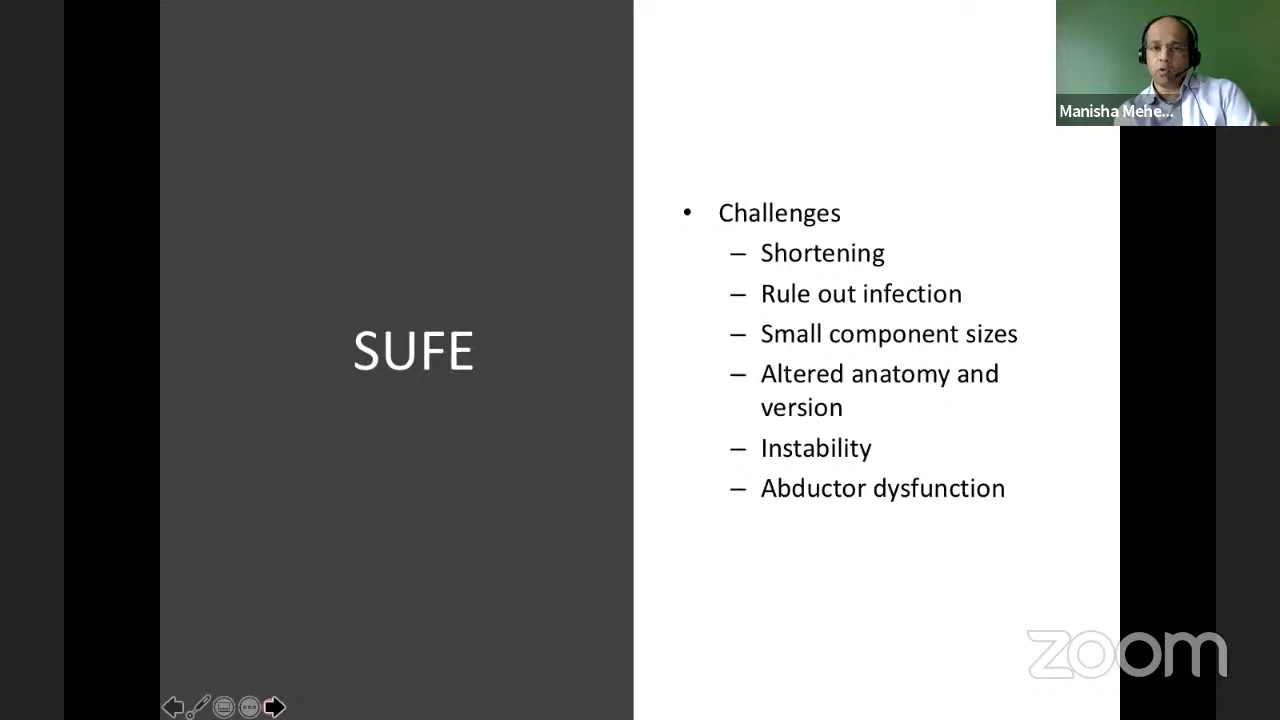 Manisha Mehe...
SUFE
• Challenges
– Shortening
– Rule out infection
– Small component sizes
– Altered anatomy and
version
– Instability
– Abductor dysfunction
zoom